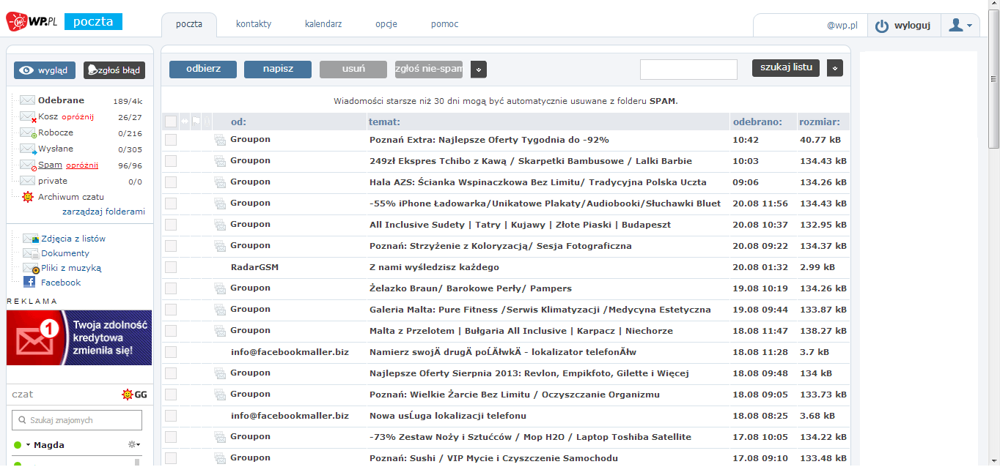 WP.PL poczta
poczta kontakty kalendarz opcje pomoc
@wp.pl wyloguj
wygląd zgłoś błąd
odbierz napisz usuń zgłoś nie-spam
szukaj listu
Odebrane 189/4k
Kosz opróżnij 26/27
Robocze 0/216
Wysłane 0/305
Spam opróżnij 96/96
private 0/0
Archiwum czatu
zarządzaj folderami
Zdjęcia z listów
Dokumenty
Pliki z muzyką
Facebook
REKLAMA
1
Twoja zdolność
kredytowa
zmieniła się!
czat GG
Szukaj znajomych
Magda
Wiadomości starsze niż 30 dni mogą być automatycznie usuwane z folderu SPAM.
od: temat: odebrano: rozmiar:
Groupon Poznań Extra: Najlepsze Oferty Tygodnia do -92% 10:42 40.77 kB
Groupon 249zł Ekspres Tchibo z Kawą / Skarpetki Bambusowe / Lalki Barbie 10:03 134.43 kB
Groupon Hala AZS: Ścianka Wspinaczkowa Bez Limitu/ Tradycyjna Polska Uczta 09:06 134.26 kB
Groupon -55% iPhone Ładowarka/Unikatowe Plakaty/Audiobooki/Słuchawki Bluet 20.08 11:56 134.43 kB
Groupon All Inclusive Sudety | Tatry | Kujawy | Złote Piaski | Budapeszt 20.08 10:37 132.95 kB
Groupon Poznań: Strzyżenie z Koloryzacją/ Sesja Fotograficzna 20.08 09:22 134.37 kB
RadarGSM Z nami wyśledzisz każdego 20.08 01:32 2.99 kB
Groupon Żelazko Braun/ Barokowe Perły/ Pampers 19.08 10:19 134.26 kB
Groupon Galeria Malta: Pure Fitness /Serwis Klimatyzacji /Medycyna Estetyczna 19.08 09:44 133.87 kB
Groupon Malta z Przelotem | Bułgaria All Inclusive | Karpacz | Niechorze 18.08 11:47 138.27 kB
info@facebookmaller.biz Namierz swojÄ drugÄ poĹĂłwkÄ - lokalizator telefonĂłw 18.08 11:28 3.7 kB
Groupon Najlepsze Oferty Sierpnia 2013: Revlon, Empikfoto, Gilette i Więcej 18.08 09:48 134 kB
Groupon Poznań: Wielkie Żarcie Bez Limitu / Oczyszczanie Organizmu 18.08 09:05 133.73 kB
info@facebookmaller.biz Nowa usĹuga lokalizacji telefonu 18.08 08:25 3.68 kB
Groupon -73% Zestaw Noży i Sztućców / Mop H2O / Laptop Toshiba Satellite 17.08 10:05 134.22 kB
Groupon Poznań: Sushi / VIP Mycie i Czyszczenie Samochodu 17.08 09:10 133.48 kB